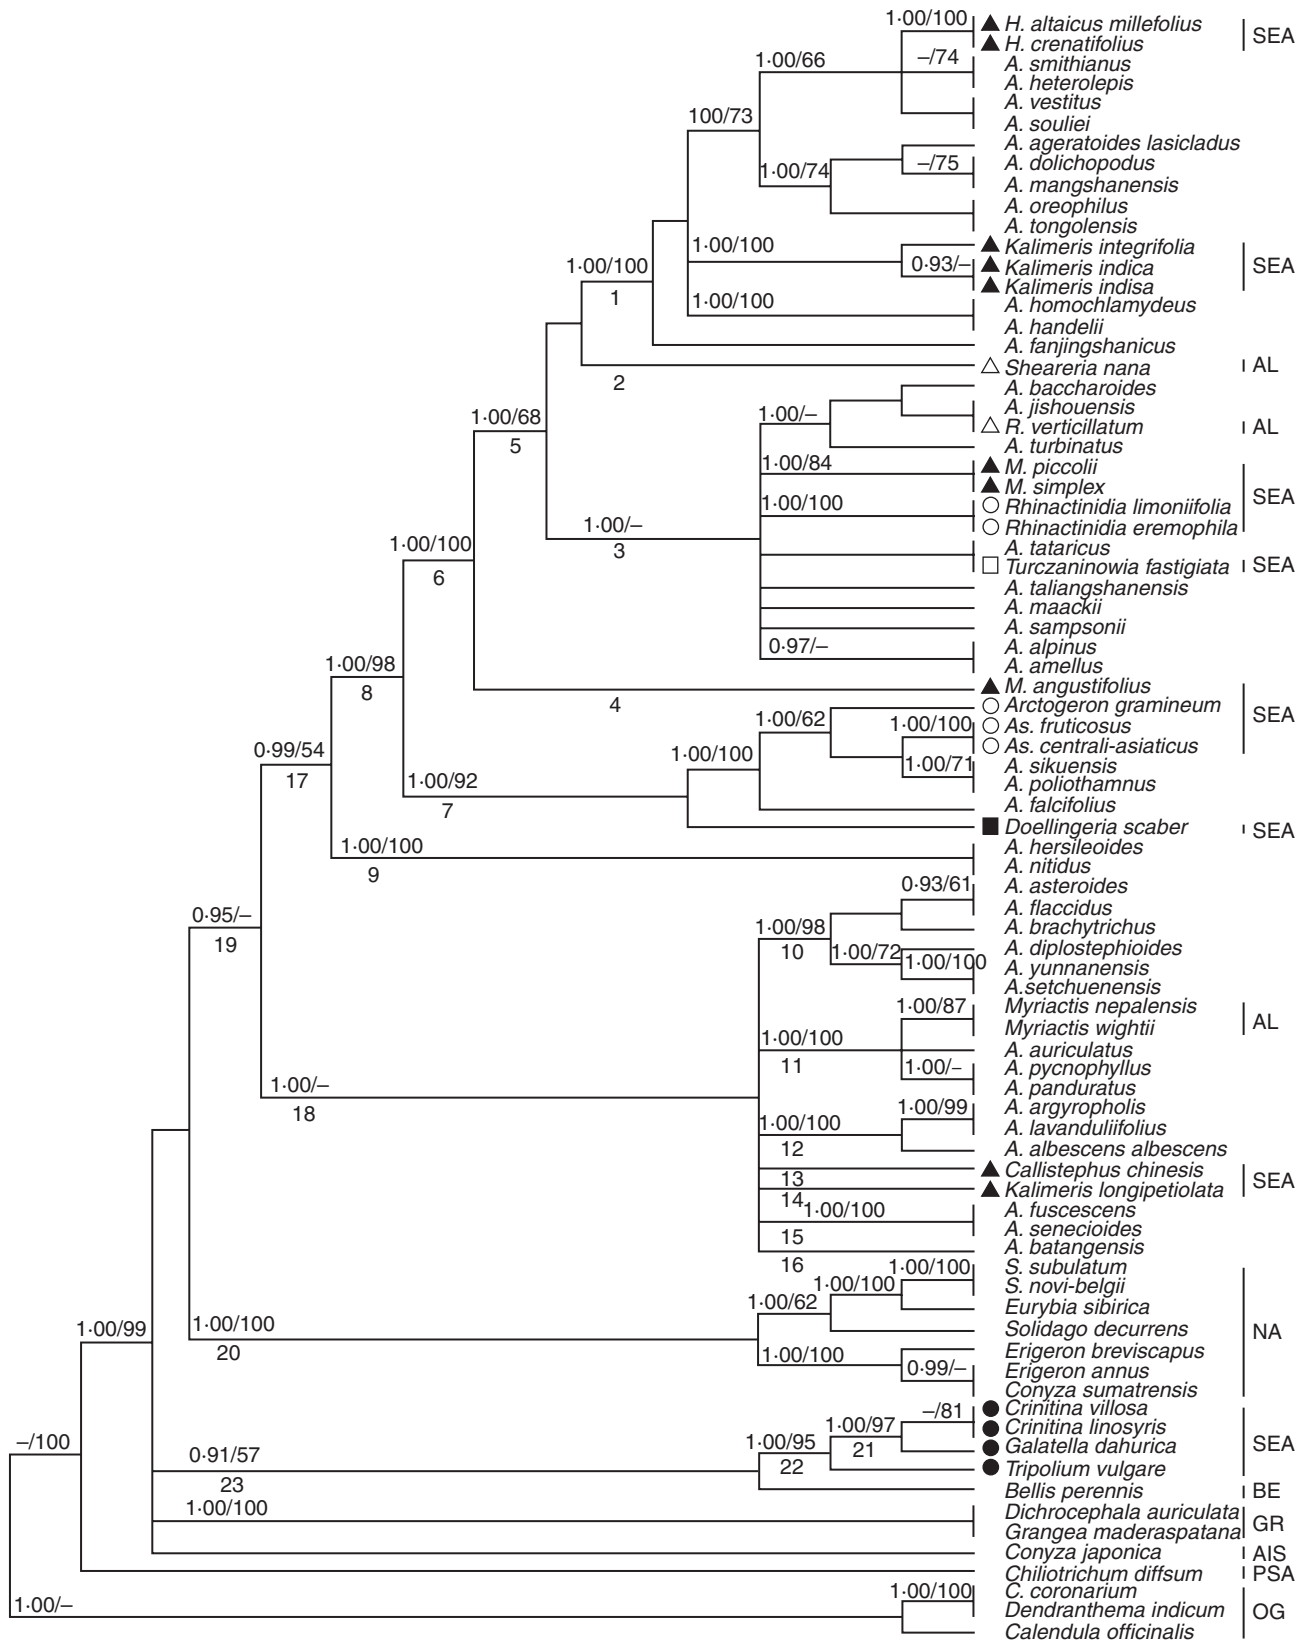 1·00/100
H. altaicus millefolius
SEA
H. crenatifolius
–/74
A. smithianus
1·00/66
A. heterolepis
A. vestitus
100/73
A. souliei
A. ageratoides lasicladus
–/75
A. dolichopodus
1·00/74
A. mangshanensis
A. oreophilus
A. tongolensis
1·00/100
Kalimeris integrifolia
1·00/100
0·93/–
Kalimeris indica
SEA
Kalimeris indisa
1
1·00/100
A. homochlamydeus
A. handelii
A. fanjingshanicus
Sheareria nana
AL
2
A. baccharoides
1·00/68
1·00/–
A. jishouensis
R. verticillatum
AL
5
A. turbinatus
1·00/84
M. piccolii
M. simplex
SEA
1·00/100
Rhinactinidia limoniifolia
1·00/–
Rhinactinidia eremophila
1·00/100
3
A. tataricus
Turczaninowia fastigiata
SEA
6
A. taliangshanensis
A. maackii
A. sampsonii
0·97/–
A. alpinus
1·00/98
A. amellus
8
M. angustifolius
4
Arctogeron gramineum
SEA
1·00/62
1·00/100
As. fruticosus
0·99/54
1·00/100
As. centrali-asiaticus
17
1·00/71
A. sikuensis
1·00/92
A. poliothamnus
7
A. falcifolius
Doellingeria scaber
SEA
1·00/100
A. hersileoides
9
A. nitidus
0·93/61
A. asteroides
0·95/–
A. flaccidus
19
1·00/98
A. brachytrichus
10
1·00/72
A. diplostephioides
1·00/100
A. yunnanensis
A.setchuenensis
1·00/87
Myriactis nepalensis
AL
Myriactis wightii
1·00/100
A. auriculatus
11
1·00/–
A. pycnophyllus
1·00/–
A. panduratus
18
1·00/99
A. argyropholis
1·00/100
A. lavanduliifolius
12
A. albescens albescens
13
Callistephus chinesis
SEA
14
Kalimeris longipetiolata
1·00/100
A. fuscescens
15
A. senecioides
A. batangensis
16
1·00/100
S. subulatum
1·00/100
S. novi-belgii
1·00/62
Eurybia sibirica
1·00/99
1·00/100
Solidago decurrens
NA
20
1·00/100
Erigeron breviscapus
0·99/–
Erigeron annus
Conyza sumatrensis
–/81
Crinitina villosa
1·00/97
Crinitina linosyris
–/100
1·00/95
21
Galatella dahurica
SEA
0·91/57
22
Tripolium vulgare
23
Bellis perennis
BE
1·00/100
Dichrocephala auriculata
GR
Grangea maderaspatana
Conyza japonica
AIS
Chiliotrichum diffsum
PSA
1·00/100
C. coronarium
1·00/–
Dendranthema indicum
OG
Calendula officinalis